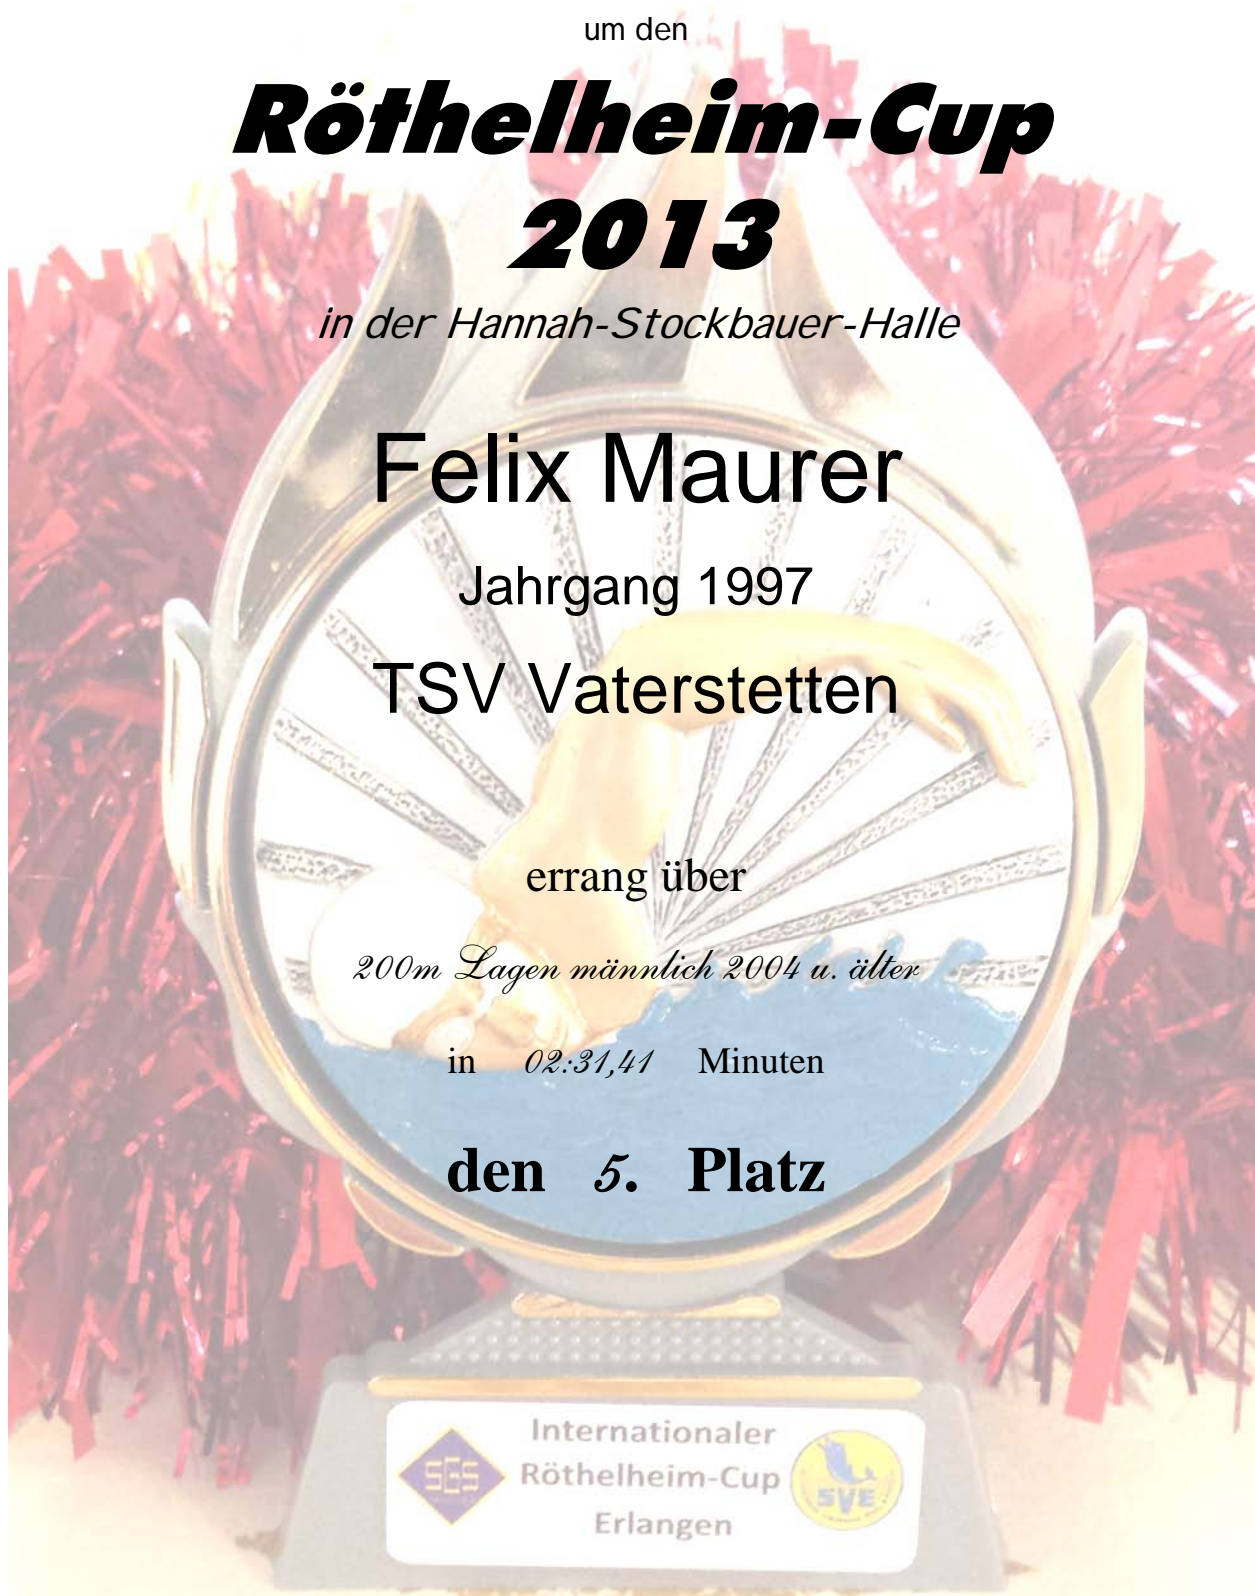 um den
Röthelheim-Cup
2013
in der Hannah-Stockbauer-Halle
Felix Maurer
Jahrgang 1997
TSV Vaterstetten
errang über
200m Lagen männlich 2004 u. älter
in 02:31,41 Minuten
den 5. Platz
Internationaler
SGS Röthelheim-Cup SVE
Erlangen